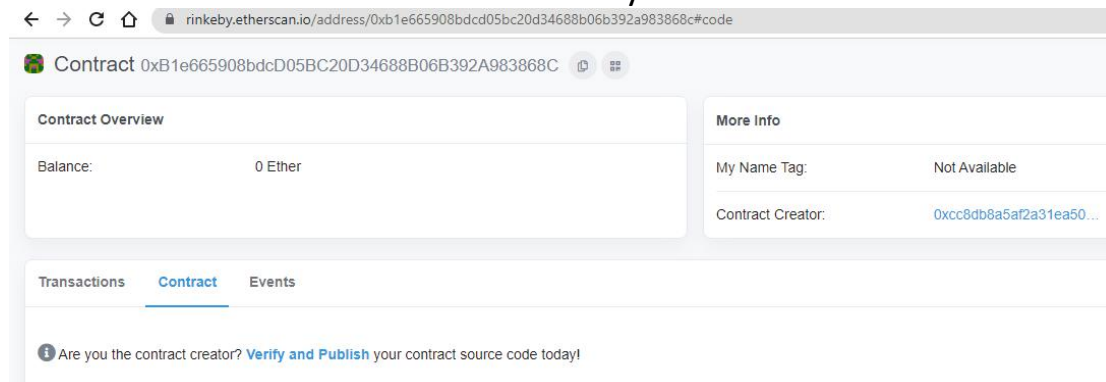 rinkeby.etherscan.io/address/0xb1e665908bdcd05bc20d34688b06b392a983868c#code
Contract 0xB1e665908bdcD05BC20D34688B06B392A983868C
Contract Overview
Balance: 0 Ether
More Info
My Name Tag: Not Available
Contract Creator: 0xcc8db8a5af2a31ea50...
Transactions Contract Events
Are you the contract creator? Verify and Publish your contract source code today!